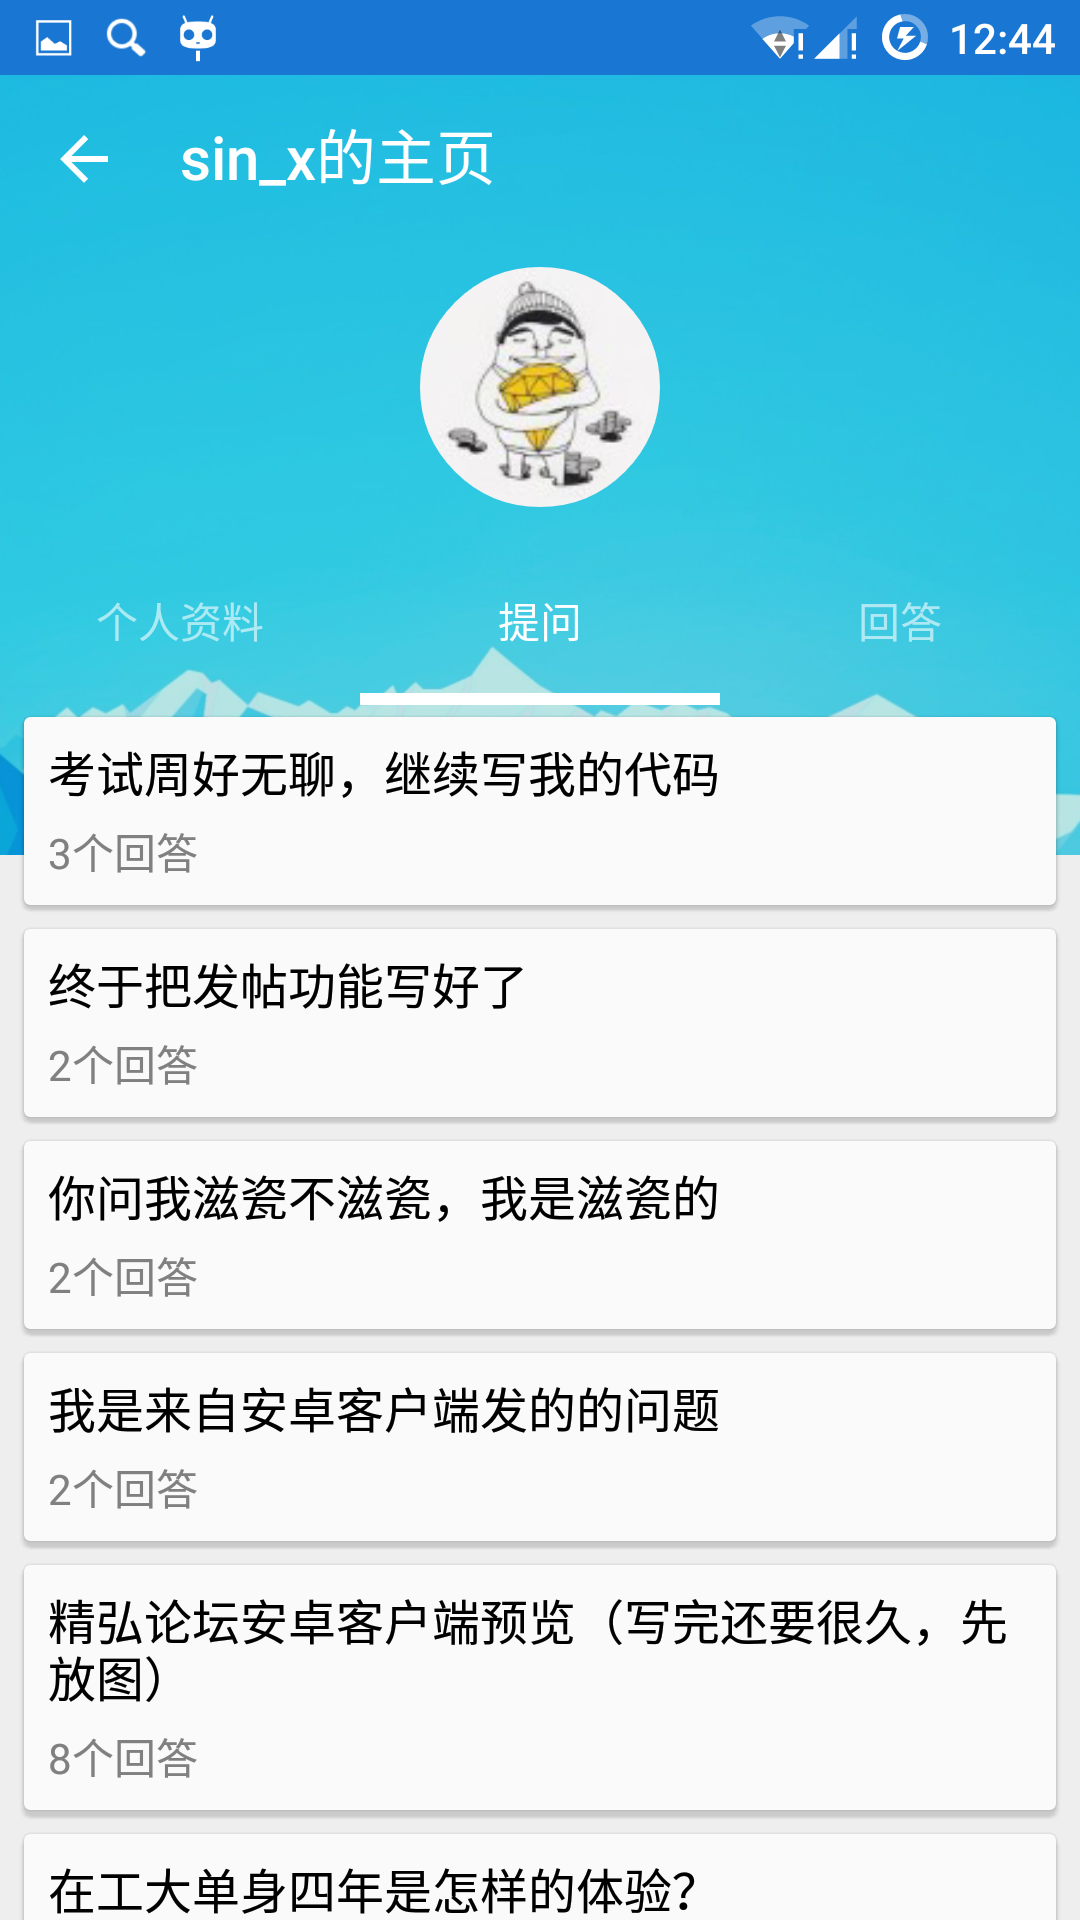 12:44
sin_x的主页
个人资料 提问 回答
考试周好无聊，继续写我的代码
3个回答
终于把发帖功能写好了
2个回答
你问我滋瓷不滋瓷，我是滋瓷的
2个回答
我是来自安卓客户端发的的问题
2个回答
精弘论坛安卓客户端预览（写完还要很久，先
放图）
8个回答
在工大单身四年是怎样的体验？